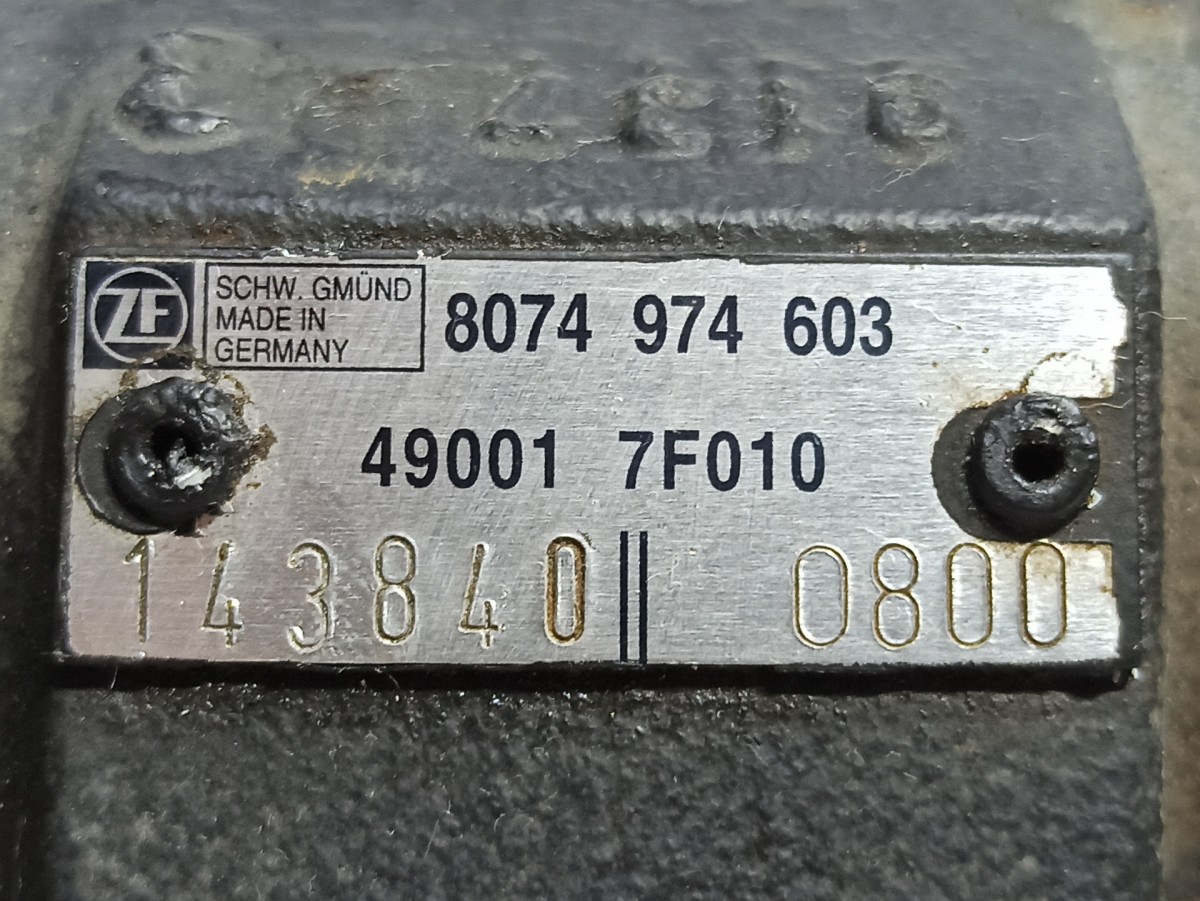 ZF
SCHW. GMÜND
MADE IN
GERMANY
8074 974 603
49001 7F010
143840 || 0800